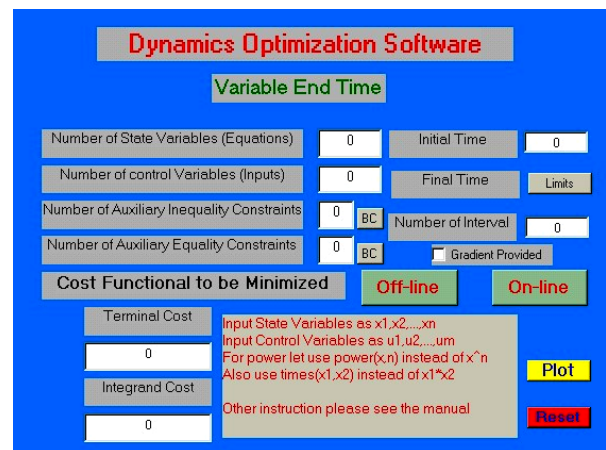 Dynamics Optimization Software
Variable End Time
Number of State Variables (Equations) 0 Initial Time 0
Number of control Variables (Inputs) 0 Final Time Limits
Number of Auxiliary Inequality Constraints 0 BC Number of Interval 0
Number of Auxiliary Equality Constraints 0 BC Gradient Provided
Cost Functional to be Minimized Off-line On-line
Terminal Cost
0
Integrand Cost
0
Input State Variables as x1,x2,...,xn
Input Control Variables as u1,u2,...,um
For power let use power(x,n) instead of x^n
Also use times(x1,x2) instead of x1*x2
Other instruction please see the manual
Plot
Reset